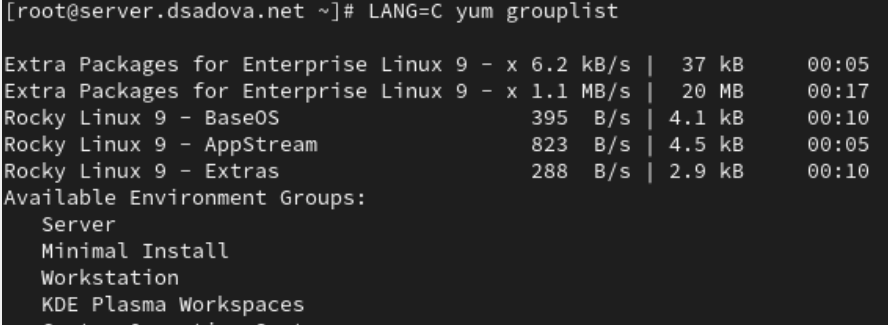 [root@server.dsadova.net ~]# LANG=C yum grouplist
Extra Packages for Enterprise Linux 9 - x 6.2 kB/s | 37 kB 00:05
Extra Packages for Enterprise Linux 9 - x 1.1 MB/s | 20 MB 00:17
Rocky Linux 9 - BaseOS 395 B/s | 4.1 kB 00:10
Rocky Linux 9 - AppStream 823 B/s | 4.5 kB 00:05
Rocky Linux 9 - Extras 288 B/s | 2.9 kB 00:10
Available Environment Groups:
Server
Minimal Install
Workstation
KDE Plasma Workspaces